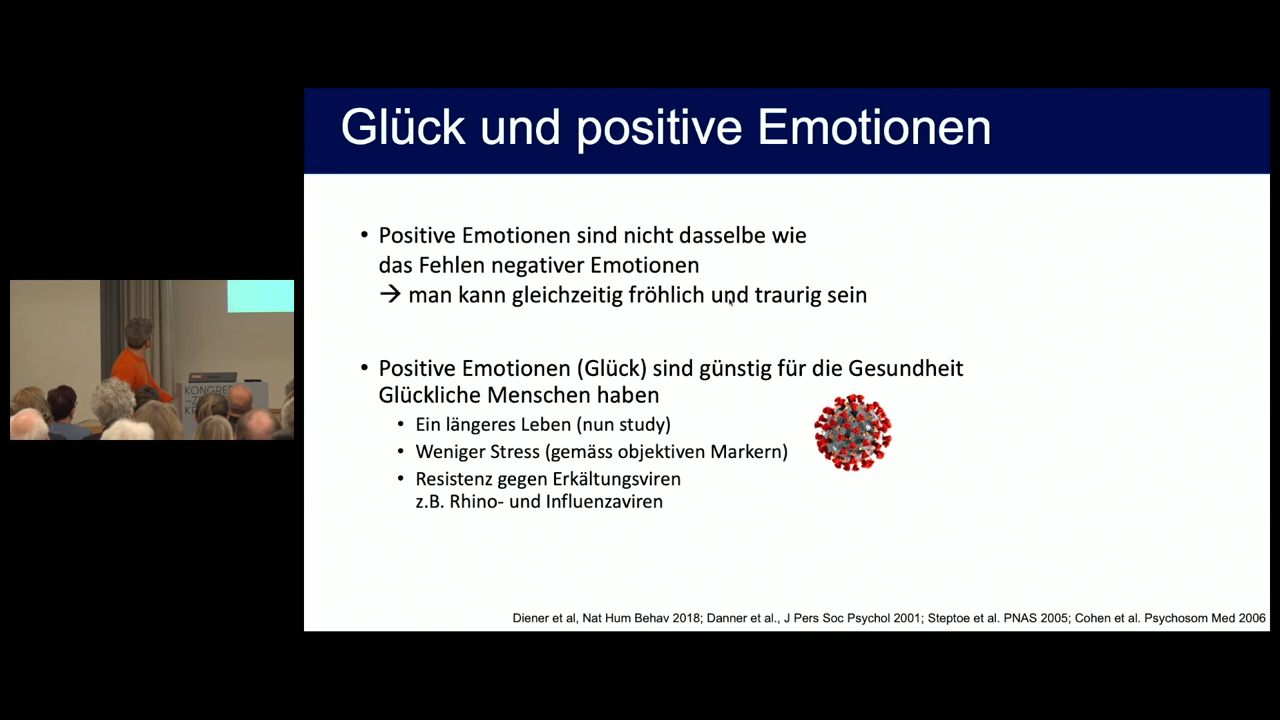 Glück und positive Emotionen
• Positive Emotionen sind nicht dasselbe wie
das Fehlen negativer Emotionen
→ man kann gleichzeitig fröhlich und traurig sein
• Positive Emotionen (Glück) sind günstig für die Gesundheit
Glückliche Menschen haben
• Ein längeres Leben (nun study)
• Weniger Stress (gemäss objektiven Markern)
• Resistenz gegen Erkältungsviren
z.B. Rhino- und Influenzaviren
Diener et al, Nat Hum Behav 2018; Danner et al., J Pers Soc Psychol 2001; Steptoe et al. PNAS 2005; Cohen et al. Psychosom Med 2006